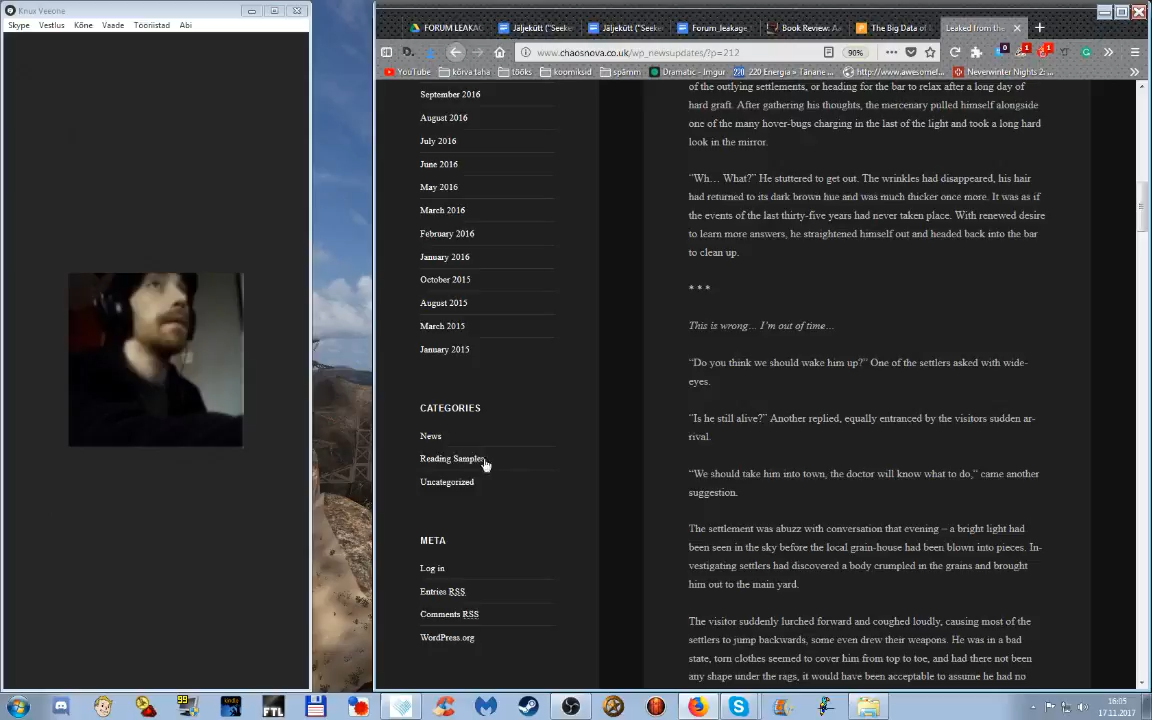 Knux Veeone
Skype Vestlus Kõne Vaade Tööriistad Abi
FORUM LEAKAG
Jäljekütt ("Seeke
Jäljekütt ("Seeke
Forum_leakage_
Book Review: A
The Big Data of
Leaked from the
www.chaosnova.co.uk/wp_newsupdates/?p=212
90%
YouTube kõrva taha tööks koomiksid spämm Dramatic - Imgur 220 Energia » Tänane ... http://www.awesomel... Neverwinter Nights 2:...
September 2016
August 2016
July 2016
June 2016
May 2016
March 2016
February 2016
January 2016
October 2015
August 2015
March 2015
January 2015
CATEGORIES
News
Reading Sampler
Uncategorized
META
Log in
Entries RSS
Comments RSS
WordPress.org
of the outlying settlements, or heading for the bar to relax after a long day of
hard graft. After gathering his thoughts, the mercenary pulled himself alongside
one of the many hover-bugs charging in the last of the light and took a long hard
look in the mirror.
“Wh… What?” He stuttered to get out. The wrinkles had disappeared, his hair
had returned to its dark brown hue and was much thicker once more. It was as if
the events of the last thirty-five years had never taken place. With renewed desire
to learn more answers, he straightened himself out and headed back into the bar
to clean up.
* * *
This is wrong… I’m out of time…
“Do you think we should wake him up?” One of the settlers asked with wide-
eyes.
“Is he still alive?” Another replied, equally entranced by the visitors sudden ar-
rival.
“We should take him into town, the doctor will know what to do,” came another
suggestion.
The settlement was abuzz with conversation that evening – a bright light had
been seen in the sky before the local grain-house had been blown into pieces. In-
vestigating settlers had discovered a body crumpled in the grains and brought
him out to the main yard.
The visitor suddenly lurched forward and coughed loudly, causing most of the
settlers to jump backwards, some even drew their weapons. He was in a bad
state, torn clothes seemed to cover him from top to toe, and had there not been
any shape under the rags, it would have been acceptable to assume he had no
99
kindle
FTL
16:05
17.11.2017